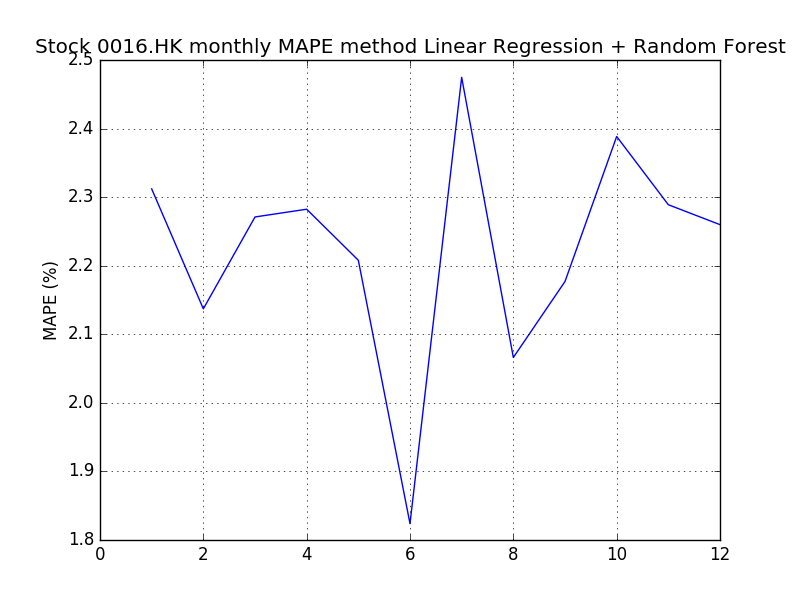 Stock 0016.HK monthly MAPE method Linear Regression + Random Forest
2.5
2.4
2.3
2.2
2.1
2.0
1.9
1.8
MAPE (%)
0 2 4 6 8 10 12